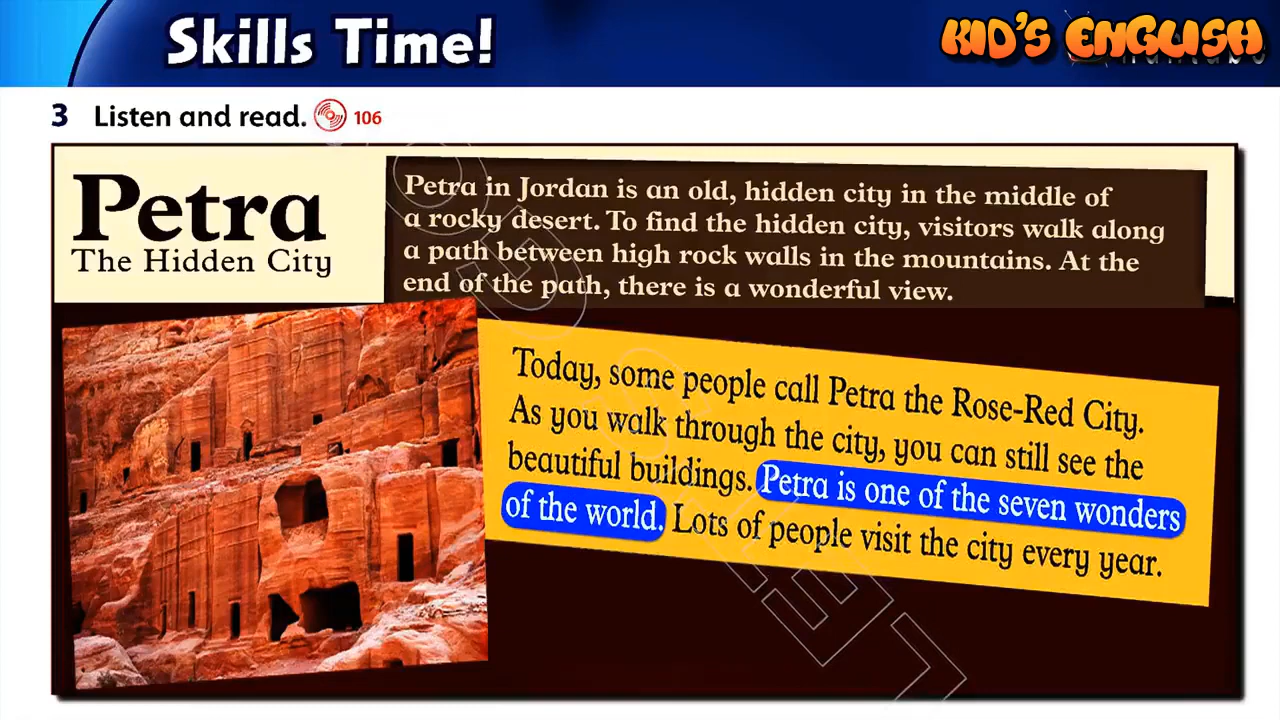 Skills Time!
KID'S ENGLISH
3 Listen and read. 106
Petra
The Hidden City
Petra in Jordan is an old, hidden city in the middle of
a rocky desert. To find the hidden city, visitors walk along
a path between high rock walls in the mountains. At the
end of the path, there is a wonderful view.
Today, some people call Petra the Rose-Red City.
As you walk through the city, you can still see the
beautiful buildings. Petra is one of the seven wonders
of the world. Lots of people visit the city every year.